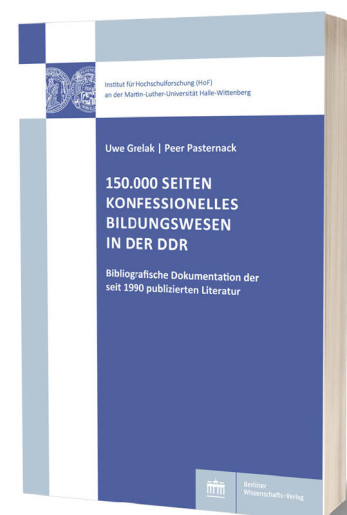 Institut für Hochschulforschung (HoF)
an der Martin-Luther-Universität Halle-Wittenberg
Uwe Grelak | Peer Pasternack
150.000 SEITEN
KONFESSIONELLES
BILDUNGSWESEN
IN DER DDR
Bibliografische Dokumentation der
seit 1990 publizierten Literatur
Berliner
Wissenschafts-Verlag